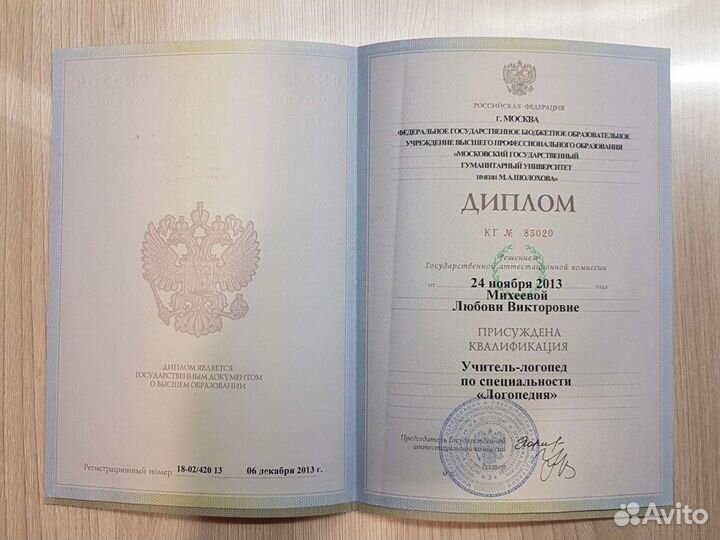 ДИПЛОМ ЯВЛЯЕТСЯ
ГОСУДАРСТВЕННЫМ ДОКУМЕНТОМ
О ВЫСШЕМ ОБРАЗОВАНИИ
Регистрационный номер 18-02/420 13 06 декабря 2013 г.
РОССИЙСКАЯ ФЕДЕРАЦИЯ
г. МОСКВА
ФЕДЕРАЛЬНОЕ ГОСУДАРСТВЕННОЕ БЮДЖЕТНОЕ ОБРАЗОВАТЕЛЬНОЕ
УЧРЕЖДЕНИЕ ВЫСШЕГО ПРОФЕССИОНАЛЬНОГО ОБРАЗОВАНИЯ
«МОСКОВСКИЙ ГОСУДАРСТВЕННЫЙ
ГУМАНИТАРНЫЙ УНИВЕРСИТЕТ
ИМЕНИ М.А.ШОЛОХОВА»
ДИПЛОМ
КГ № 85020
Решением
Государственной аттестационной комиссии
от 24 ноября 2013 года
Михеевой
Любови Викторовне
ПРИСУЖДЕНА
КВАЛИФИКАЦИЯ
Учитель-логопед
по специальности
«Логопедия»
Председатель Государственной
аттестационной комиссии
Ректор
Avito